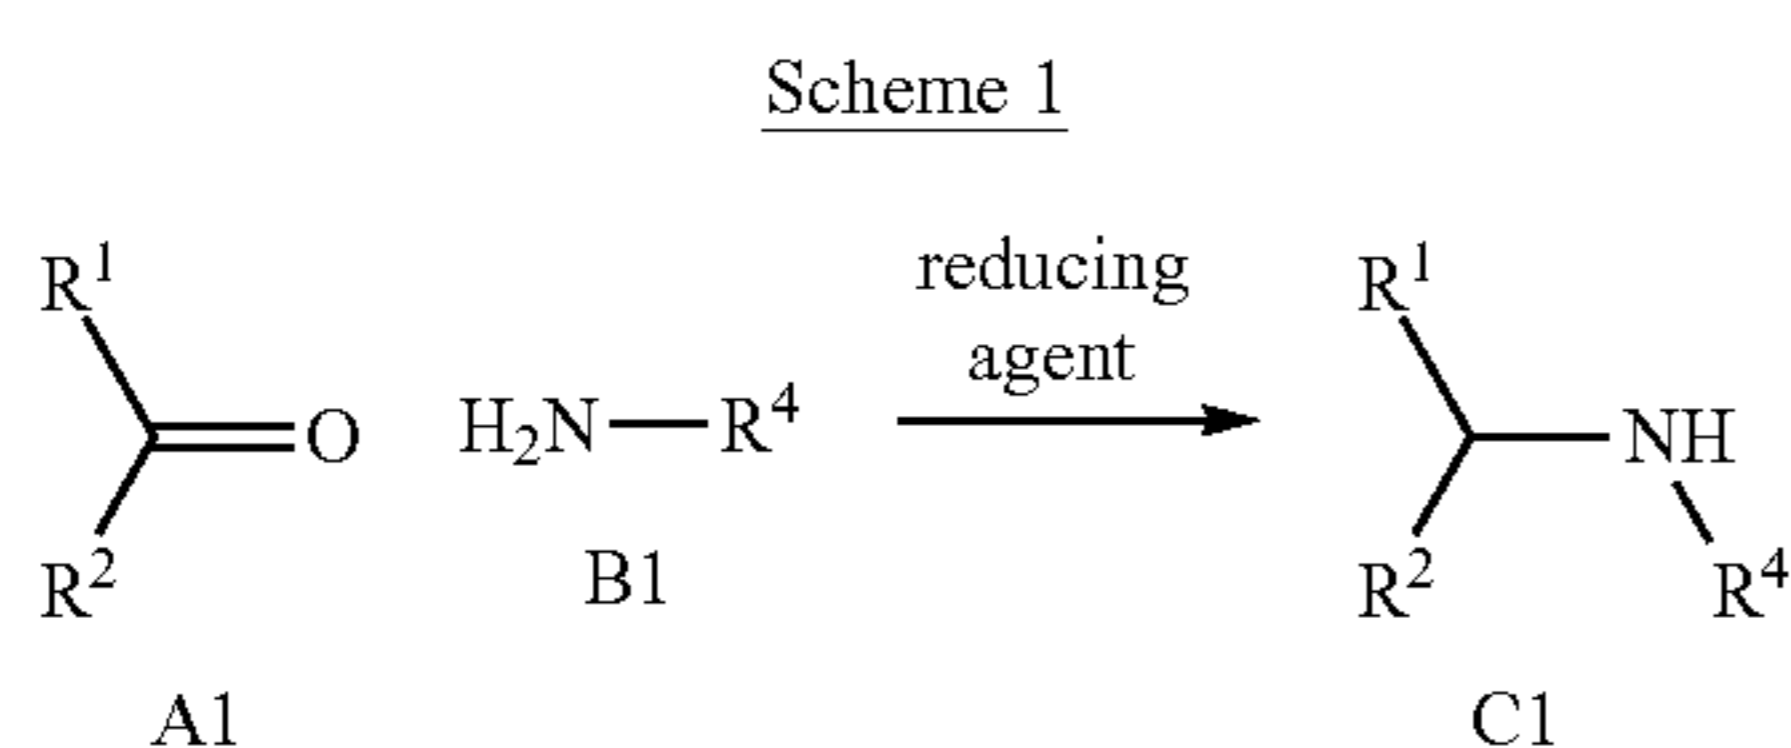 Scheme 1
R¹
R²
O
A1
H₂N—R⁴
B1
reducing
agent
R¹
R²
NH
R⁴
C1